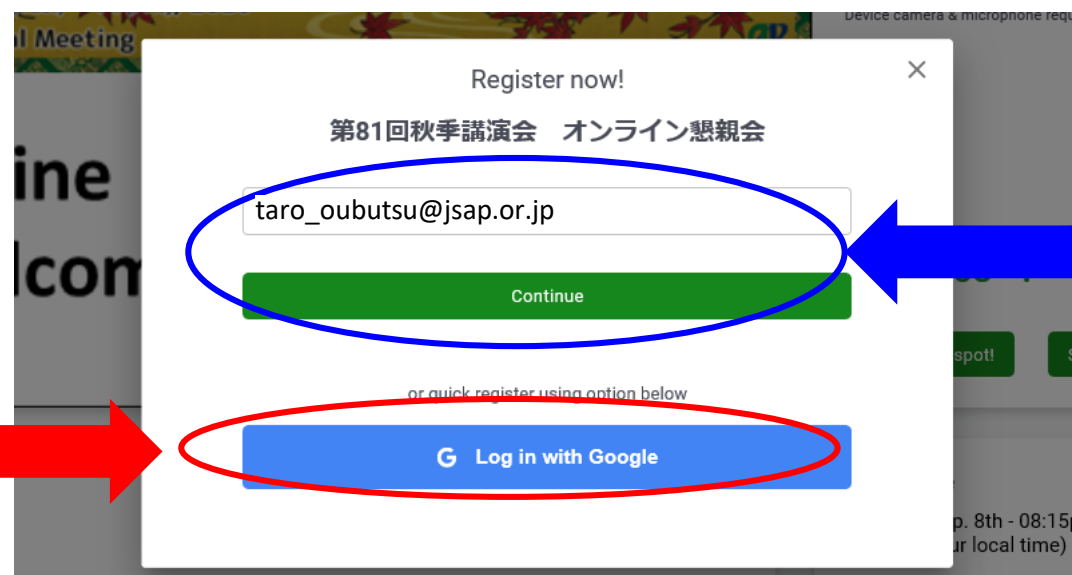 l Meeting
Device camera & microphone requ
Register now!
第81回秋季講演会　オンライン懇親会
ine
taro_oubutsu@jsap.or.jp
lcom
Continue
spot!
S
or quick register using option below
G Log in with Google
p. 8th - 08:15p
ur local time)